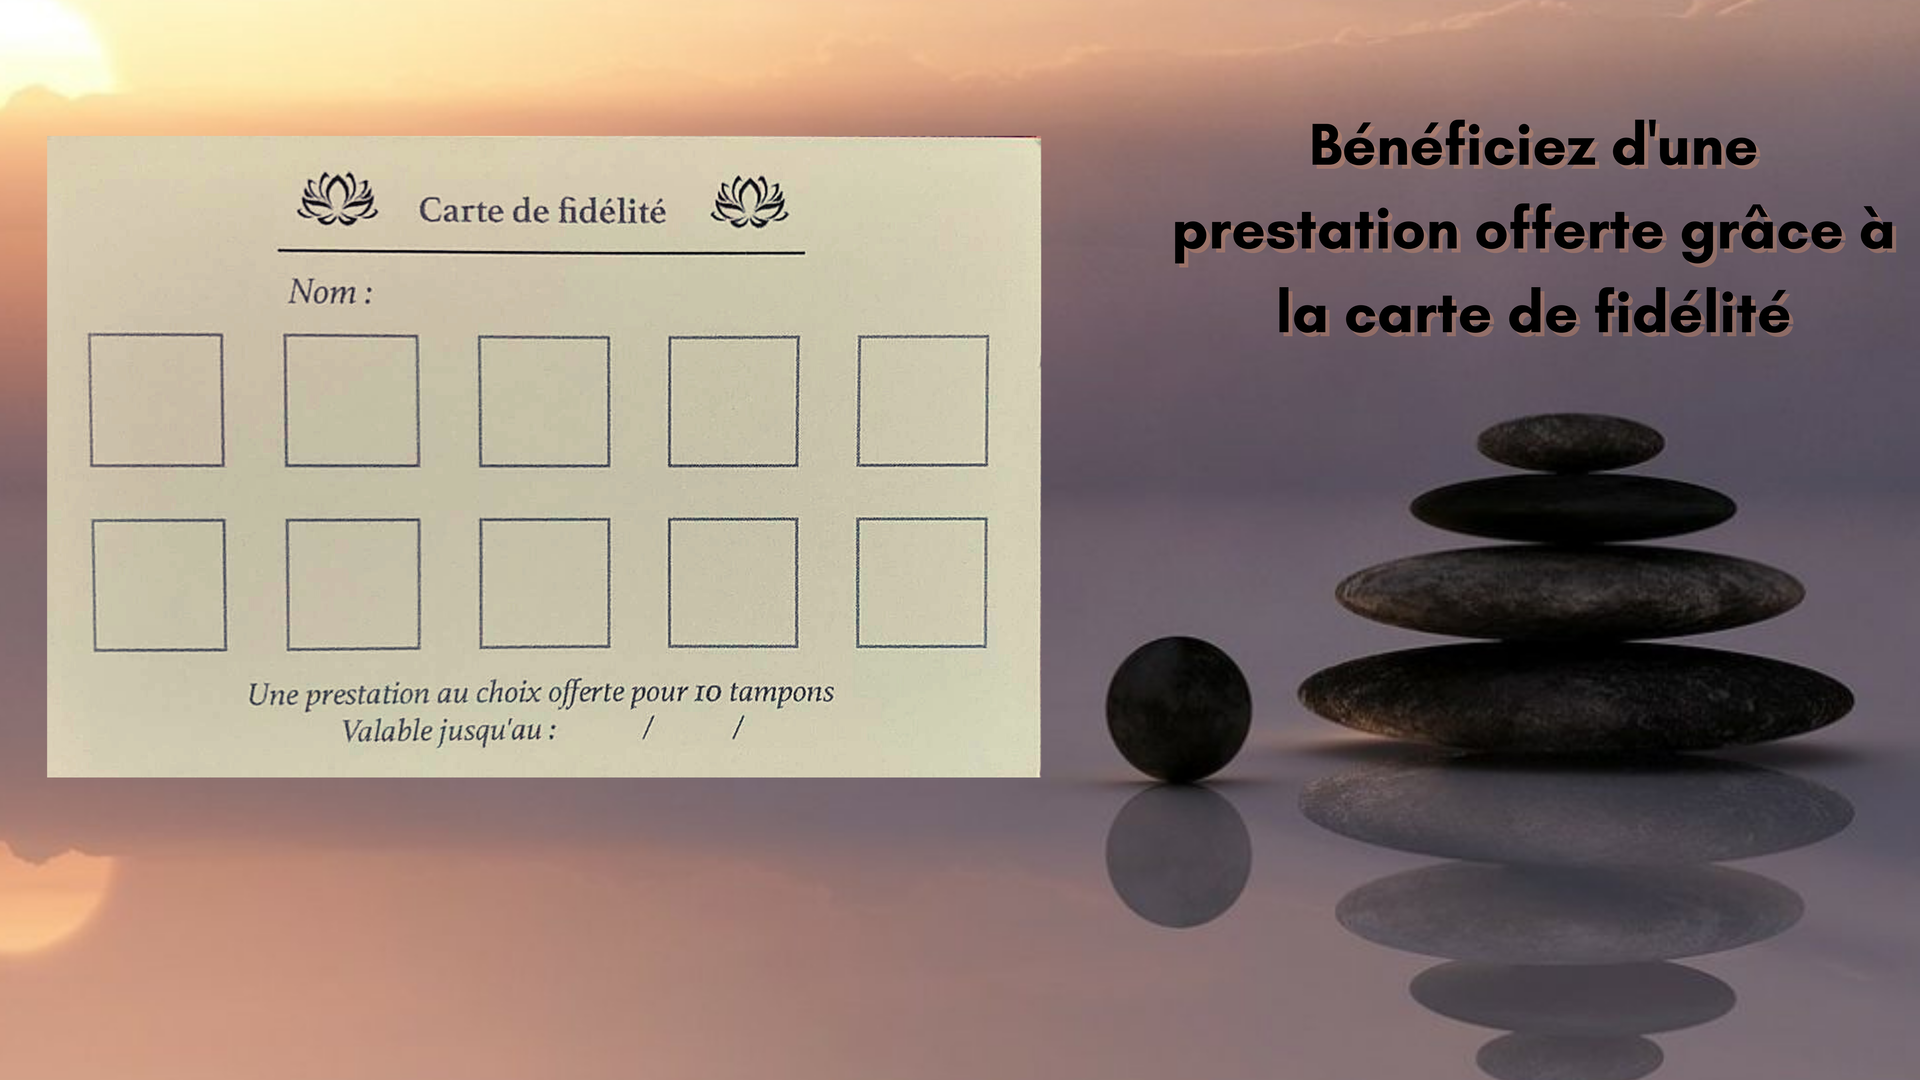 Carte de fidélité
Nom :
Une prestation au choix offerte pour 10 tampons
Valable jusqu'au : / /
Bénéficiez d'une
prestation offerte grâce à
la carte de fidélité